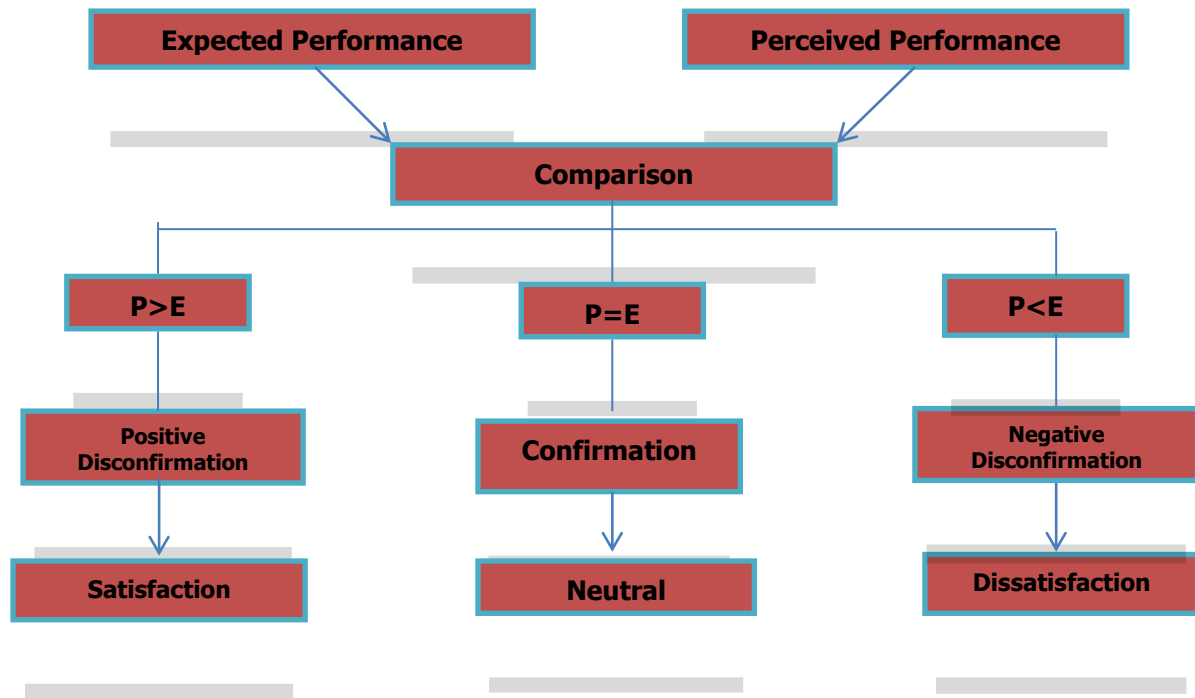 Expected Performance
Perceived Performance
Comparison
P>E
P=E
P<E
Positive
Disconfirmation
Confirmation
Negative
Disconfirmation
Satisfaction
Neutral
Dissatisfaction